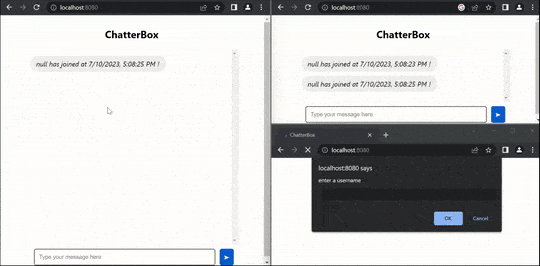 localhost:8080
ChatterBox
null has joined at 7/10/2023, 5:08:25 PM !
Type your message here
localhost:8080
ChatterBox
null has joined at 7/10/2023, 5:08:23 PM !
null has joined at 7/10/2023, 5:08:25 PM !
Type your message here
ChatterBox
localhost:8080
localhost:8080 says
enter a username
OK
Cancel